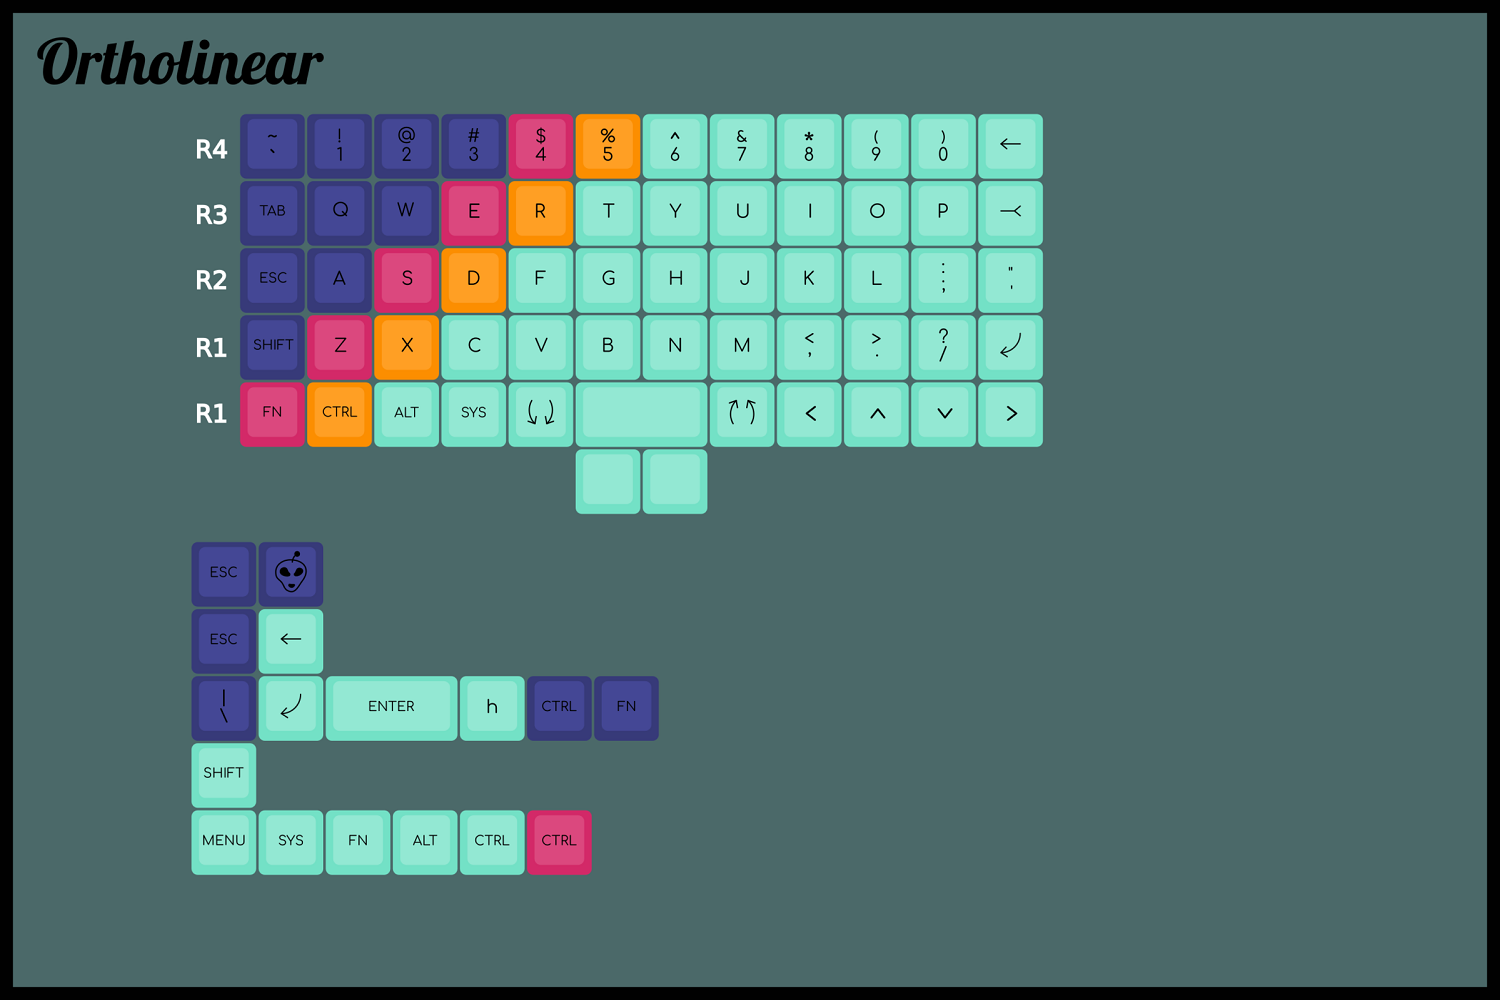 Ortholinear
R4 ~ ` ! 1 @ 2 # 3 $ 4 % 5 ^ 6 & 7 * 8 ( 9 ) 0 ←
R3 TAB Q W E R T Y U I O P
R2 ESC A S D F G H J K L : ; " '
R1 SHIFT Z X C V B N M < , > . ? /
R1 FN CTRL ALT SYS < ^ v >
ESC
ESC ←
| \ ENTER h CTRL FN
SHIFT
MENU SYS FN ALT CTRL CTRL